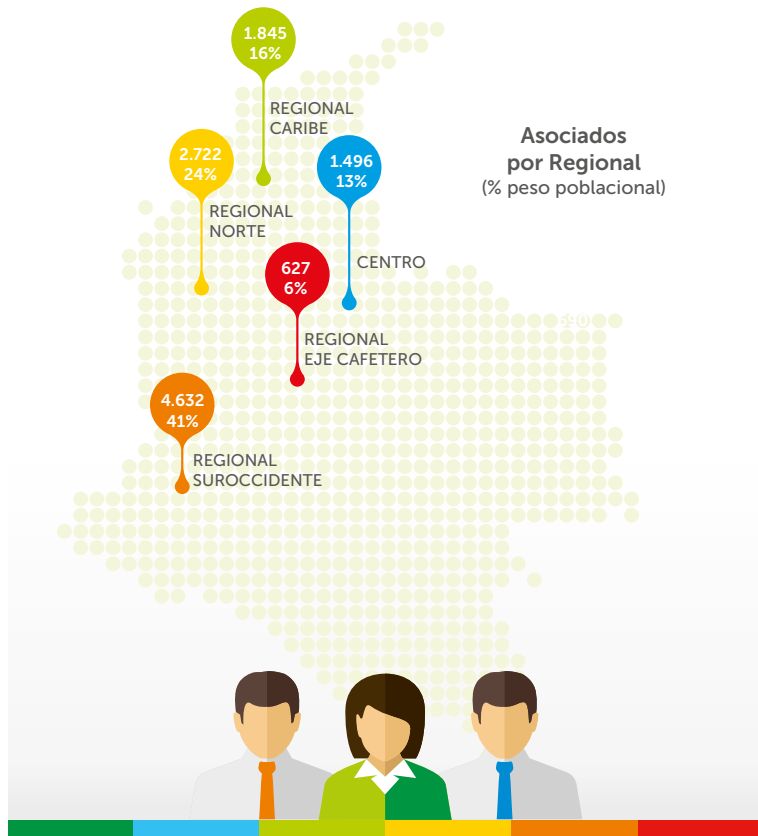 1.845
16%
REGIONAL
CARIBE
Asociados
por Regional
(% peso poblacional)
2.722
24%
REGIONAL
NORTE
1.496
13%
CENTRO
627
6%
REGIONAL
EJE CAFETERO
690
4.632
41%
REGIONAL
SUROCCIDENTE